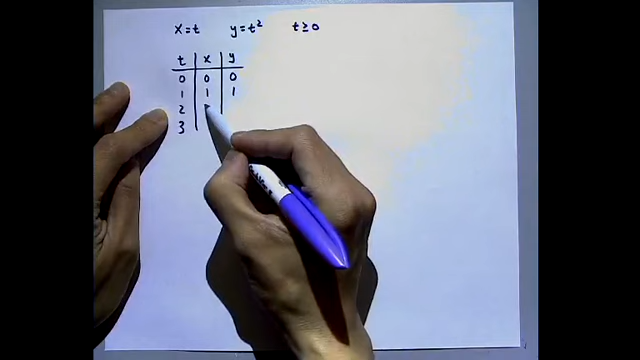 x=t y=t² t≥0
t x y
0 0 0
1 1 1
2
3